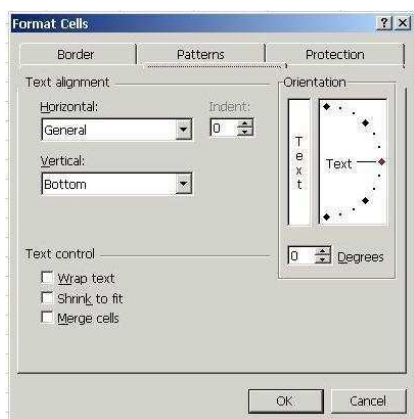 Format Cells
Border Patterns Protection
Text alignment
Horizontal:
General
Indent:
0
Vertical:
Bottom
Orientation
T
e
x
t
Text
0 Degrees
Text control
Wrap text
Shrink to fit
Merge cells
OK Cancel